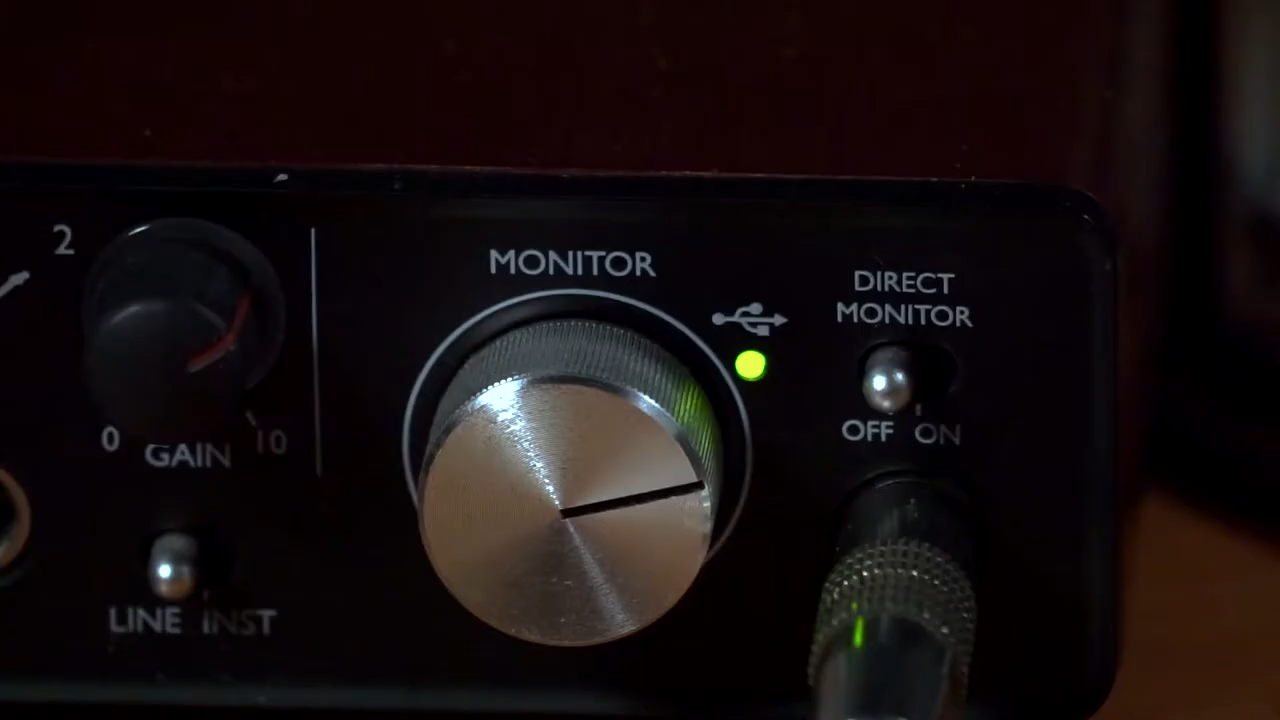 2
0 10
GAIN
LINE INST
MONITOR
DIRECT
MONITOR
OFF ON